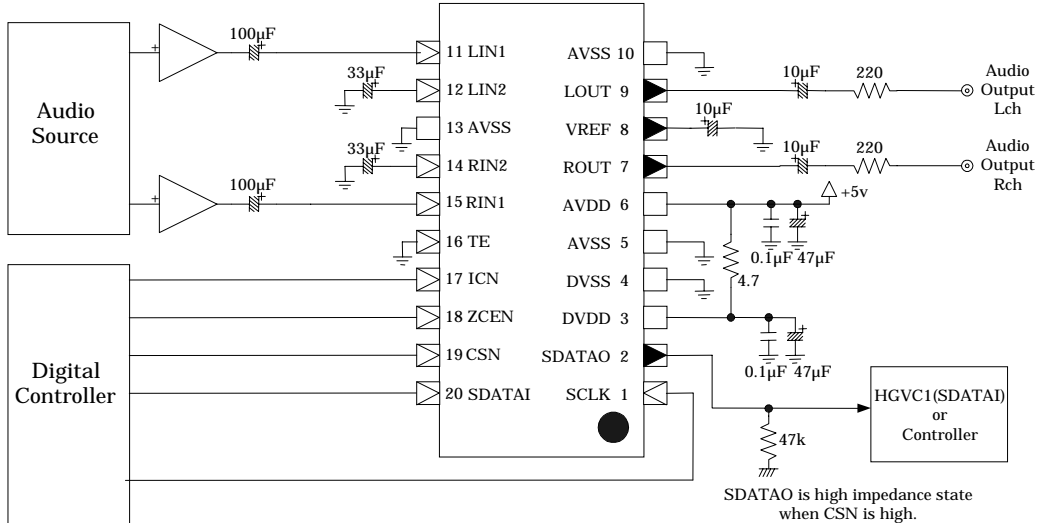 Audio
Source
Digital
Controller
100µF
+
+
33µF
+
33µF
+
100µF
+
+
11 LIN1
12 LIN2
13 AVSS
14 RIN2
15 RIN1
16 TE
17 ICN
18 ZCEN
19 CSN
20 SDATAI
AVSS 10
LOUT 9
VREF 8
ROUT 7
AVDD 6
AVSS 5
DVSS 4
DVDD 3
SDATAO 2
SCLK 1
10µF
+
220
Audio
Output
Lch
10µF
+
10µF
+
220
Audio
Output
Rch
+5v
+
0.1µF 47µF
4.7
+
0.1µF 47µF
HGVC1(SDATAI)
or
Controller
47k
SDATAO is high impedance state
when CSN is high.